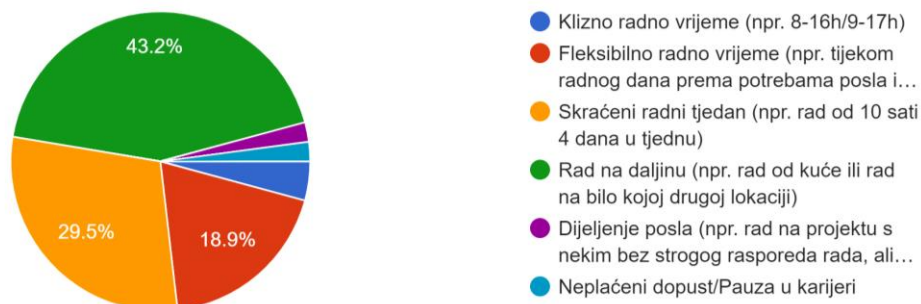 43.2%
29.5%
18.9%
Klizno radno vrijeme (npr. 8-16h/9-17h)
Fleksibilno radno vrijeme (npr. tijekom
radnog dana prema potrebama posla i…
Skraćeni radni tjedan (npr. rad od 10 sati
4 dana u tjednu)
Rad na daljinu (npr. rad od kuće ili rad
na bilo kojoj drugoj lokaciji)
Dijeljenje posla (npr. rad na projektu s
nekim bez strogog rasporeda rada, ali…
Neplaćeni dopust/Pauza u karijeri